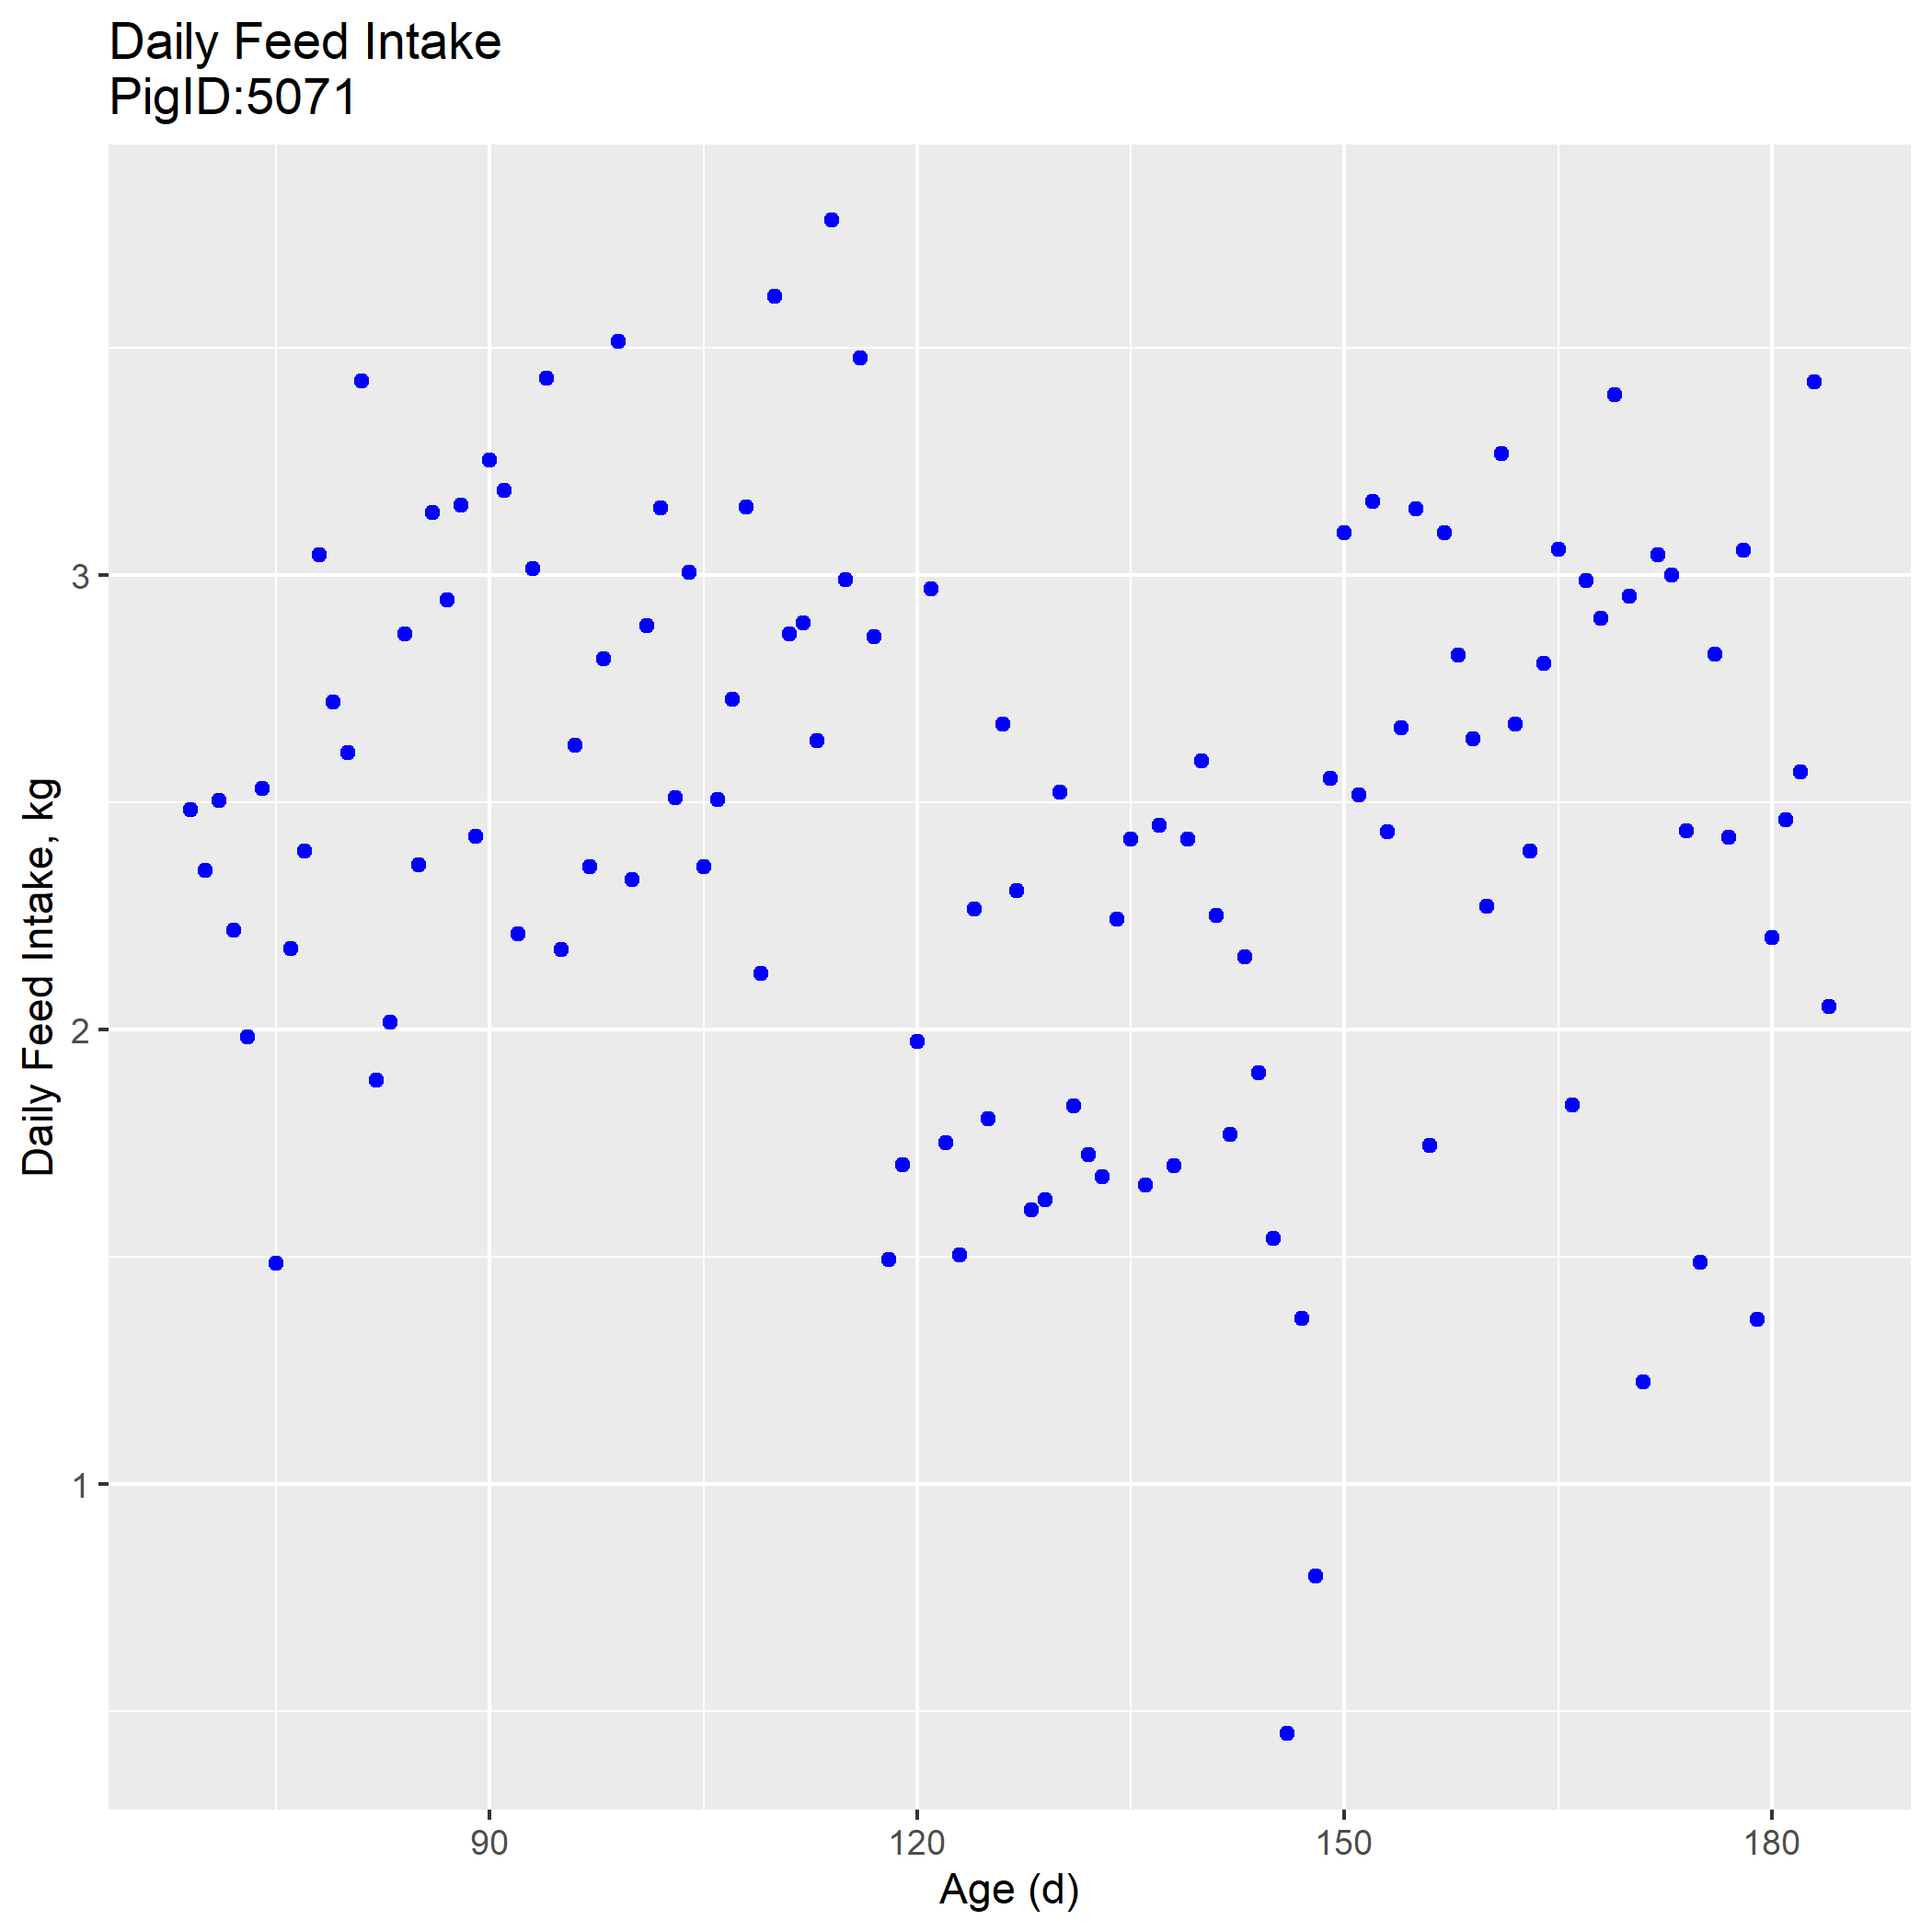 Daily Feed Intake
PigID:5071
Daily Feed Intake, kg
3
2
1
90 120 150 180
Age (d)